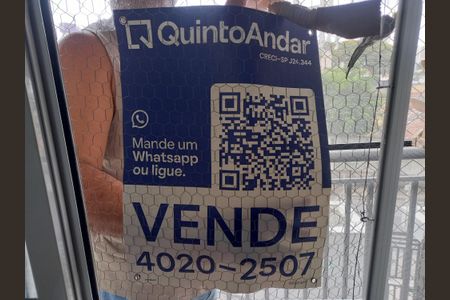 QuintoAndar
CRECI-SP J24.344
Mande um
Whatsapp
ou ligue.
VENDE
4020-2507